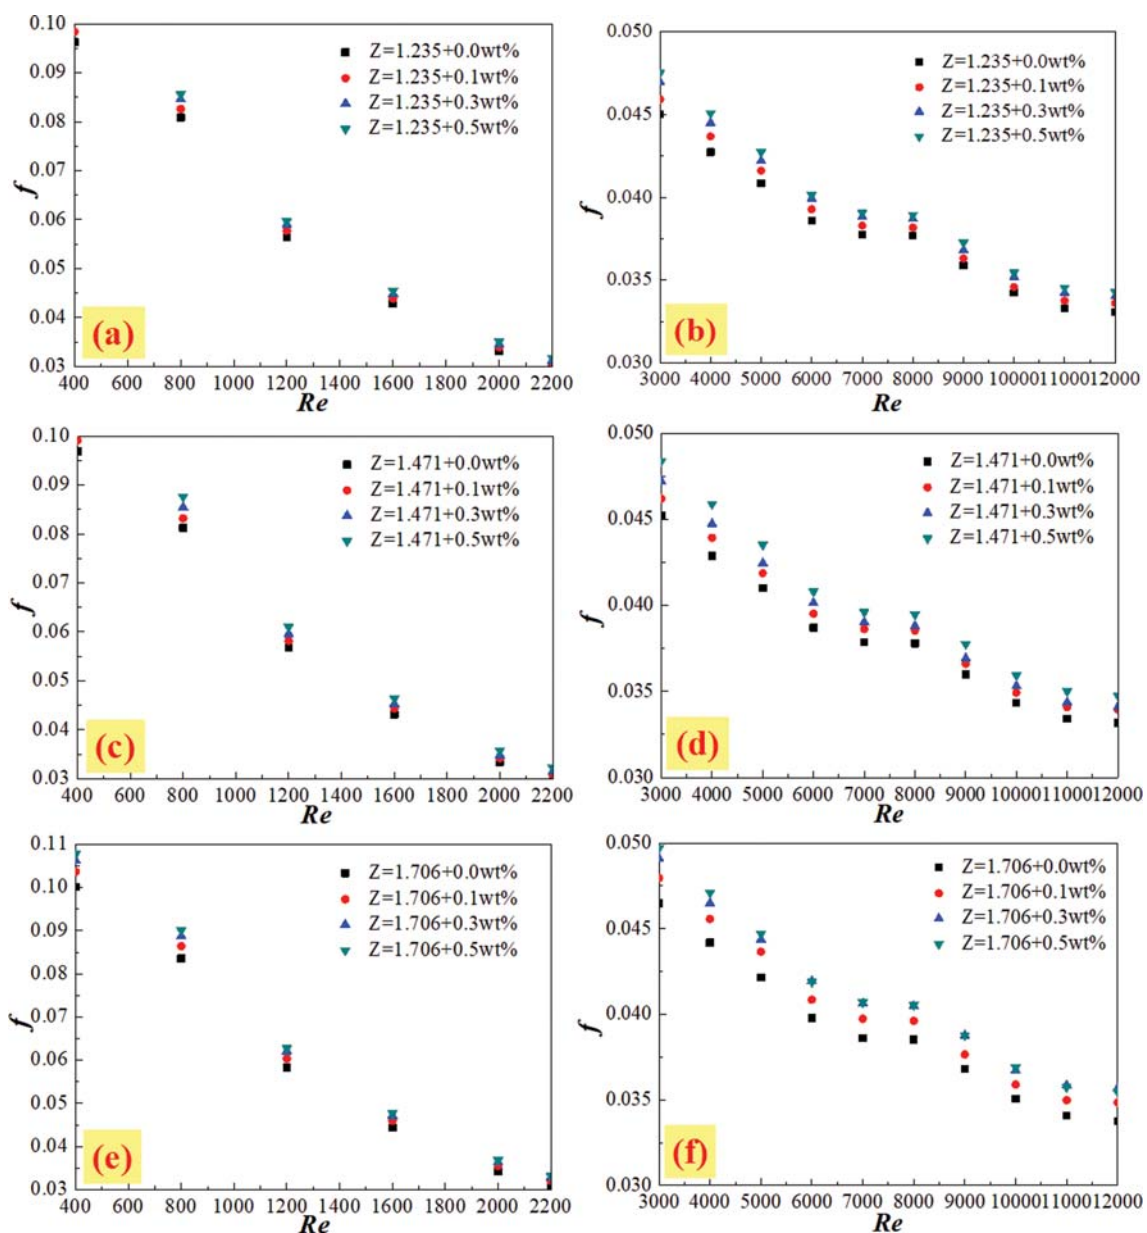 0.10
0.09
0.08
0.07
0.06
0.05
0.04
0.03
f
Z=1.235+0.0wt%
Z=1.235+0.1wt%
Z=1.235+0.3wt%
Z=1.235+0.5wt%
(a)
400 600 800 1000 1200 1400 1600 1800 2000 2200
Re
0.050
0.045
0.040
0.035
0.030
f
Z=1.235+0.0wt%
Z=1.235+0.1wt%
Z=1.235+0.3wt%
Z=1.235+0.5wt%
(b)
3000 4000 5000 6000 7000 8000 9000 10000 11000 12000
Re
0.10
0.09
0.08
0.07
0.06
0.05
0.04
0.03
f
Z=1.471+0.0wt%
Z=1.471+0.1wt%
Z=1.471+0.3wt%
Z=1.471+0.5wt%
(c)
400 600 800 1000 1200 1400 1600 1800 2000 2200
Re
0.050
0.045
0.040
0.035
0.030
f
Z=1.471+0.0wt%
Z=1.471+0.1wt%
Z=1.471+0.3wt%
Z=1.471+0.5wt%
(d)
3000 4000 5000 6000 7000 8000 9000 10000 11000 12000
Re
0.11
0.10
0.09
0.08
0.07
0.06
0.05
0.04
0.03
f
Z=1.706+0.0wt%
Z=1.706+0.1wt%
Z=1.706+0.3wt%
Z=1.706+0.5wt%
(e)
400 600 800 1000 1200 1400 1600 1800 2000 2200
Re
0.050
0.045
0.040
0.035
0.030
f
Z=1.706+0.0wt%
Z=1.706+0.1wt%
Z=1.706+0.3wt%
Z=1.706+0.5wt%
(f)
3000 4000 5000 6000 7000 8000 9000 10000 11000 12000
Re